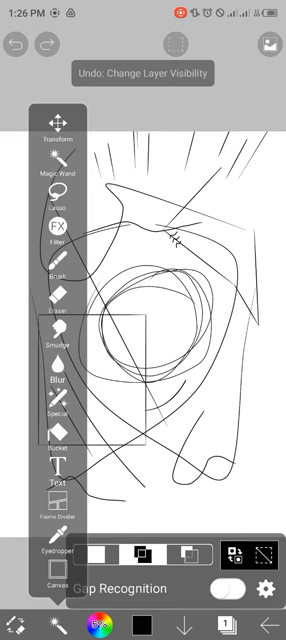 1:26 PM
Undo: Change Layer Visibility
Transform
Magic Wand
Lasso
FX
Filter
Brush
Eraser
Smudge
Blur
Special
Bucket
T
Text
Frame Divider
Eyedropper
Canvas
Gap Recognition
6%
1